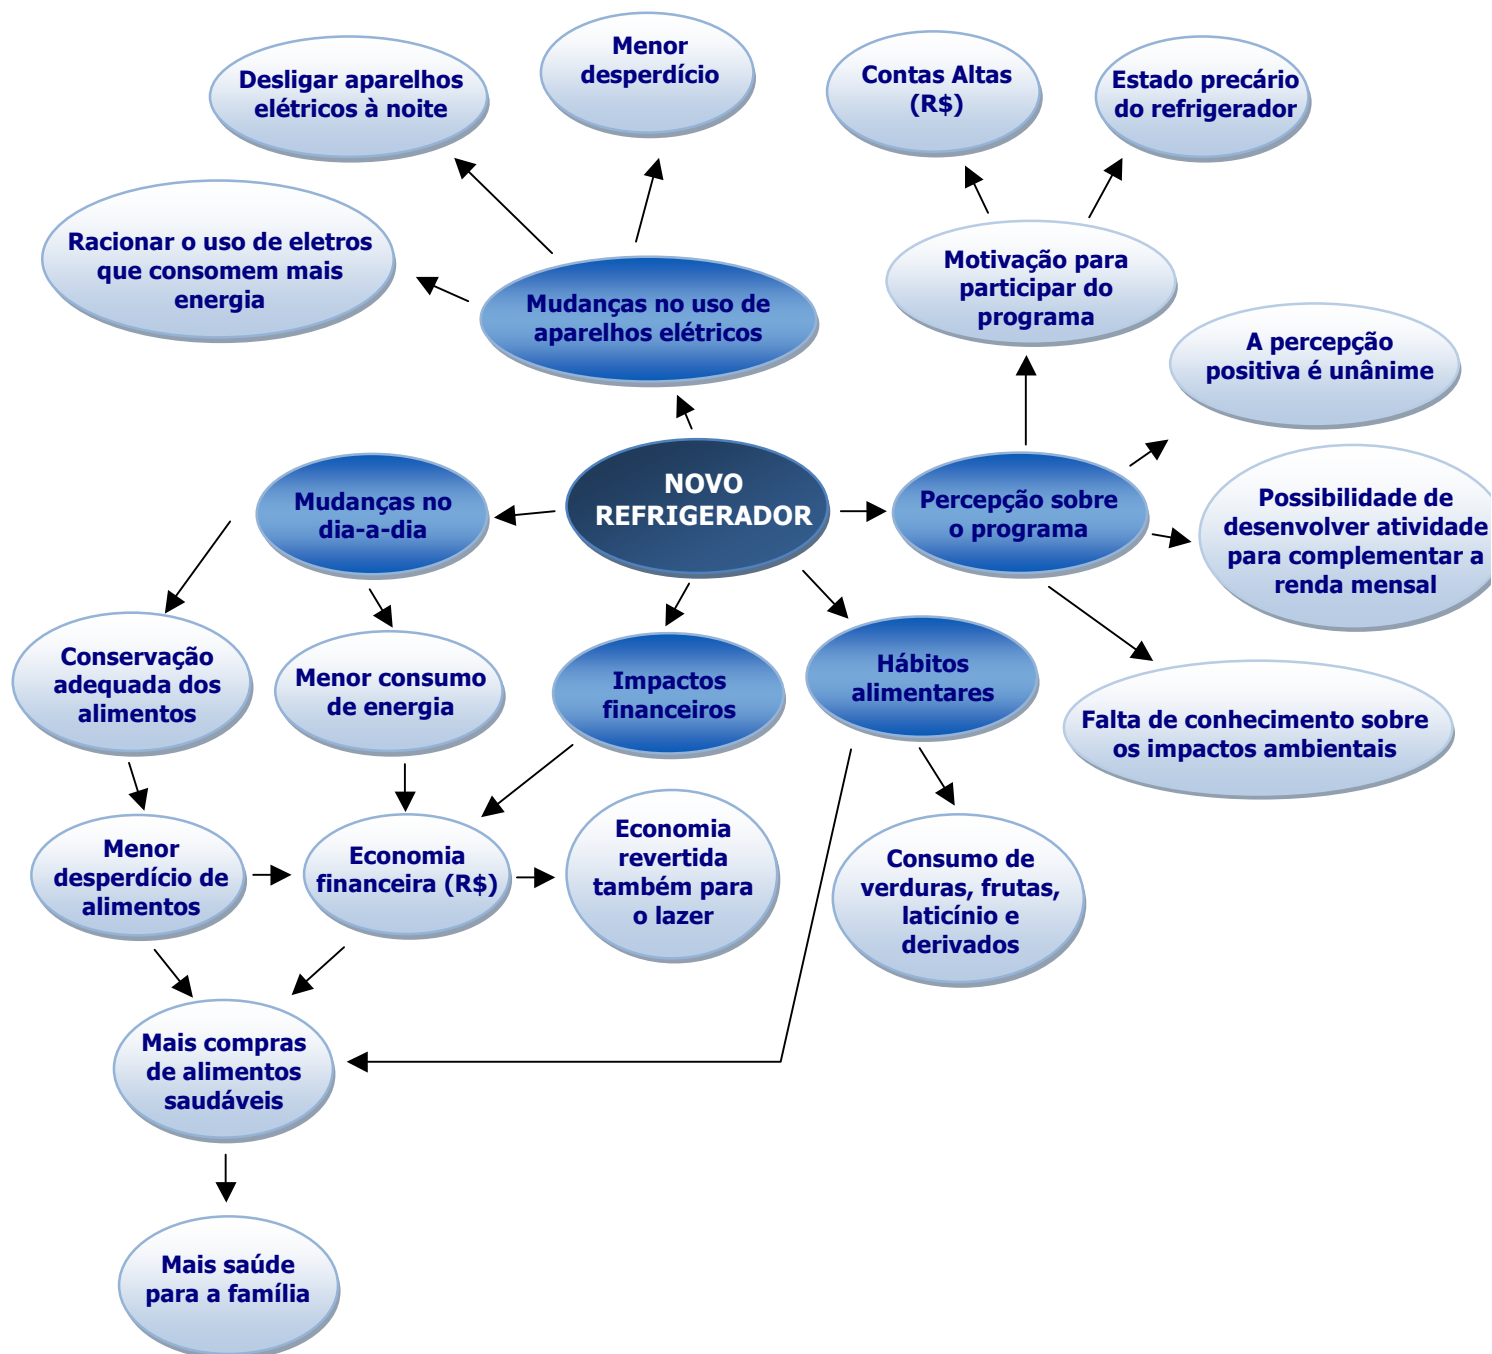 Menor
desperdício
Desligar aparelhos
elétricos à noite
Contas Altas
(R$)
Estado precário
do refrigerador
Racionar o uso de eletros
que consomem mais
energia
Motivação para
participar do
programa
Mudanças no uso de
aparelhos elétricos
A percepção
positiva é unânime
NOVO
REFRIGERADOR
Mudanças no
dia-a-dia
Percepção sobre
o programa
Possibilidade de
desenvolver atividade
para complementar a
renda mensal
Conservação
adequada dos
alimentos
Menor consumo
de energia
Impactos
financeiros
Hábitos
alimentares
Falta de conhecimento sobre
os impactos ambientais
Menor
desperdício de
alimentos
Economia
financeira (R$)
Economia
revertida
também para
o lazer
Consumo de
verduras, frutas,
laticínio e
derivados
Mais compras
de alimentos
saudáveis
Mais saúde
para a família